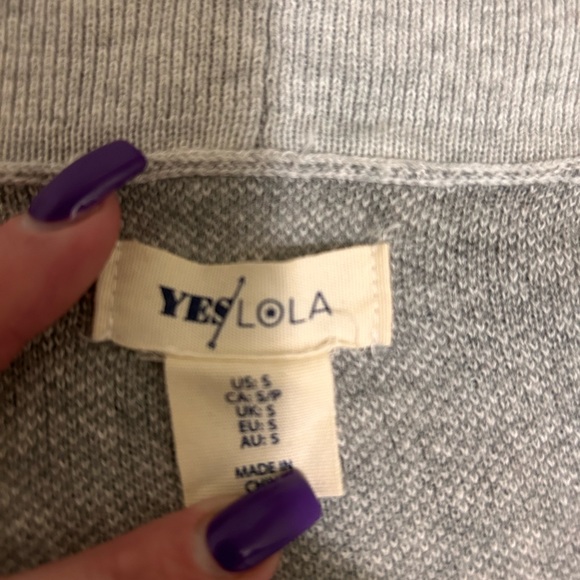 YES/LOLA
US: S
CA: S/P
UK: S
EU: S
AU: S
MADE IN